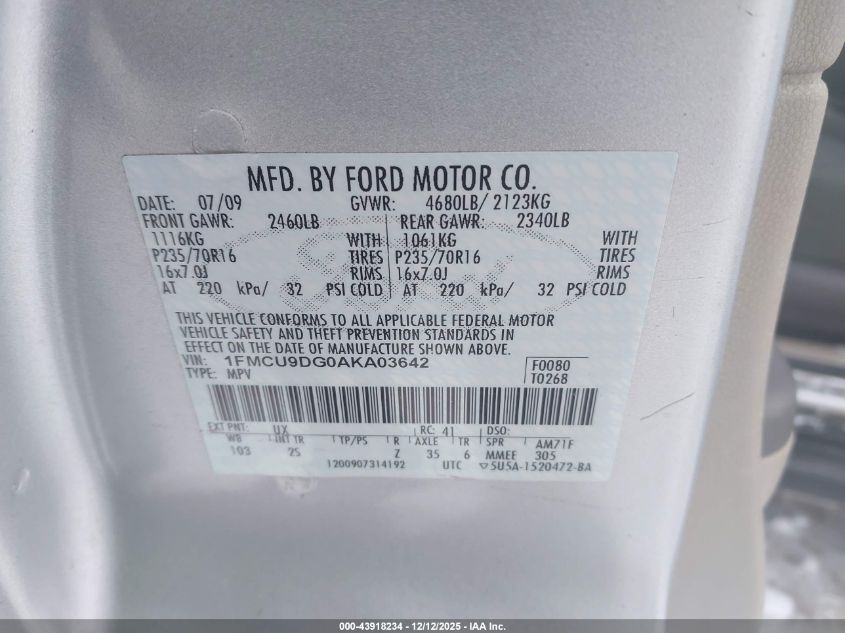 MFD. BY FORD MOTOR CO.
DATE: 07/09 GVWR: 4680LB/ 2123KG
FRONT GAWR: 2460LB REAR GAWR: 2340LB
1116KG WITH 1061KG WITH
P235/70R16 TIRES P235/70R16 TIRES
16x7.0J RIMS 16x7.0J RIMS
AT 220 kPa/ 32 PSI COLD AT 220 kPa/ 32 PSI COLD
THIS VEHICLE CONFORMS TO ALL APPLICABLE FEDERAL MOTOR
VEHICLE SAFETY AND THEFT PREVENTION STANDARDS IN
EFFECT ON THE DATE OF MANUFACTURE SHOWN ABOVE.
VIN: 1FMCU9DG0AKA03642 F0080
TYPE: MPV T0268
EXT PNT: UX RC: 41 DSO:
WB INT TR TP/PS R AXLE TR SPR AM71F
103 2S Z 35 6 MMEE 305
1200907314192 UTC ▽5U5A-1520472-BA
000-43918234 - 12/12/2025 - IAA Inc.